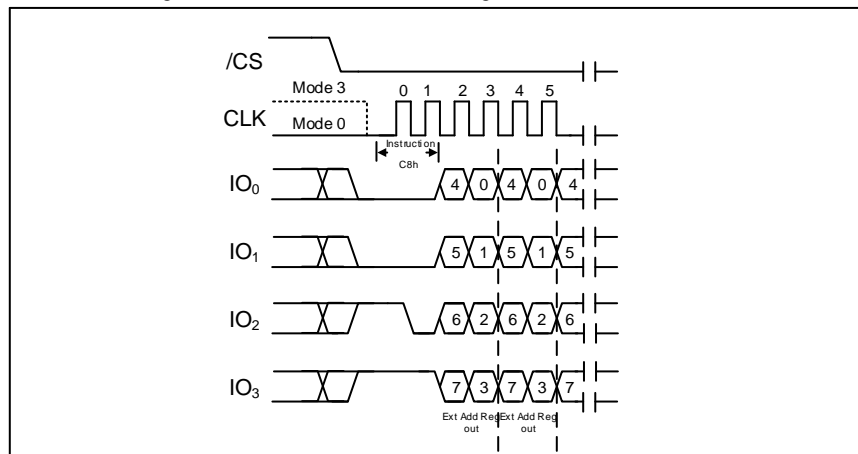 /CS
Mode 3
0 1 2 3 4 5
CLK
Mode 0
Instruction
C8h
IO0 4 0 4 0 4
IO1 5 1 5 1 5
IO2 6 2 6 2 6
IO3 7 3 7 3 7
Ext Add Reg Ext Add Reg
out out